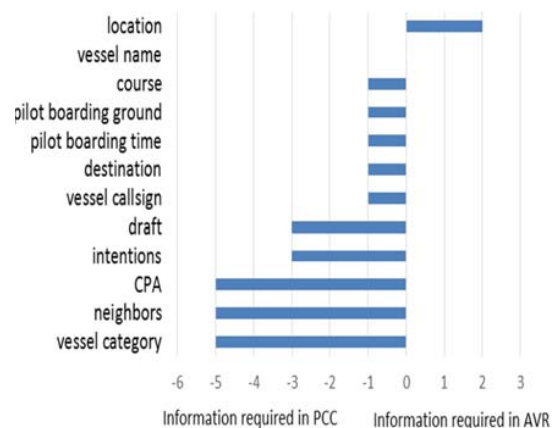 location
vessel name
course
pilot boarding ground
pilot boarding time
destination
vessel callsign
draft
intentions
CPA
neighbors
vessel category
-6 -5 -4 -3 -2 -1 0 1 2 3
Information required in PCC Information required in AVR